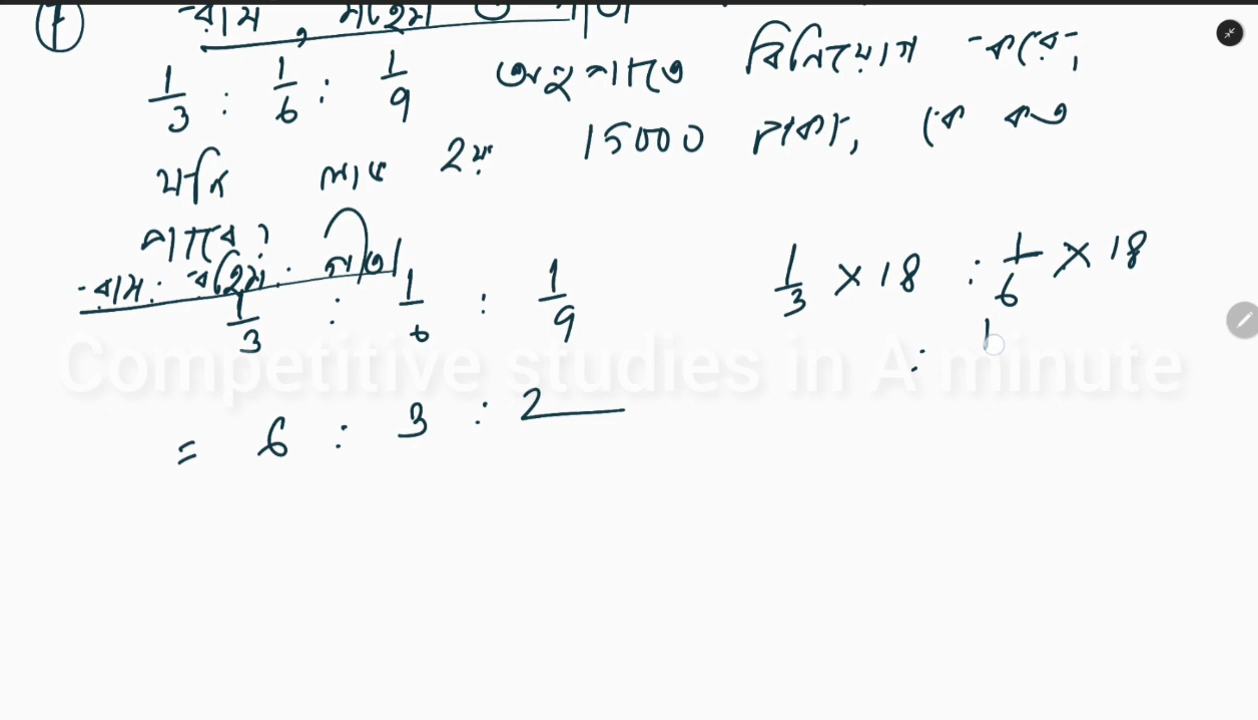 রাম, রহিম ও গীতা
1/3 : 1/6 : 1/9 অনুপাতে বিনিয়োগ করে,
যদি লাভ হয় 15000 টাকা, কে কত
পাবে?
রাম : রহিম : গীতা
1/3 : 1/6 : 1/9
1/3 × 18 : 1/6 × 18
: 1
Competitive studies in A minute
= 6 : 3 : 2